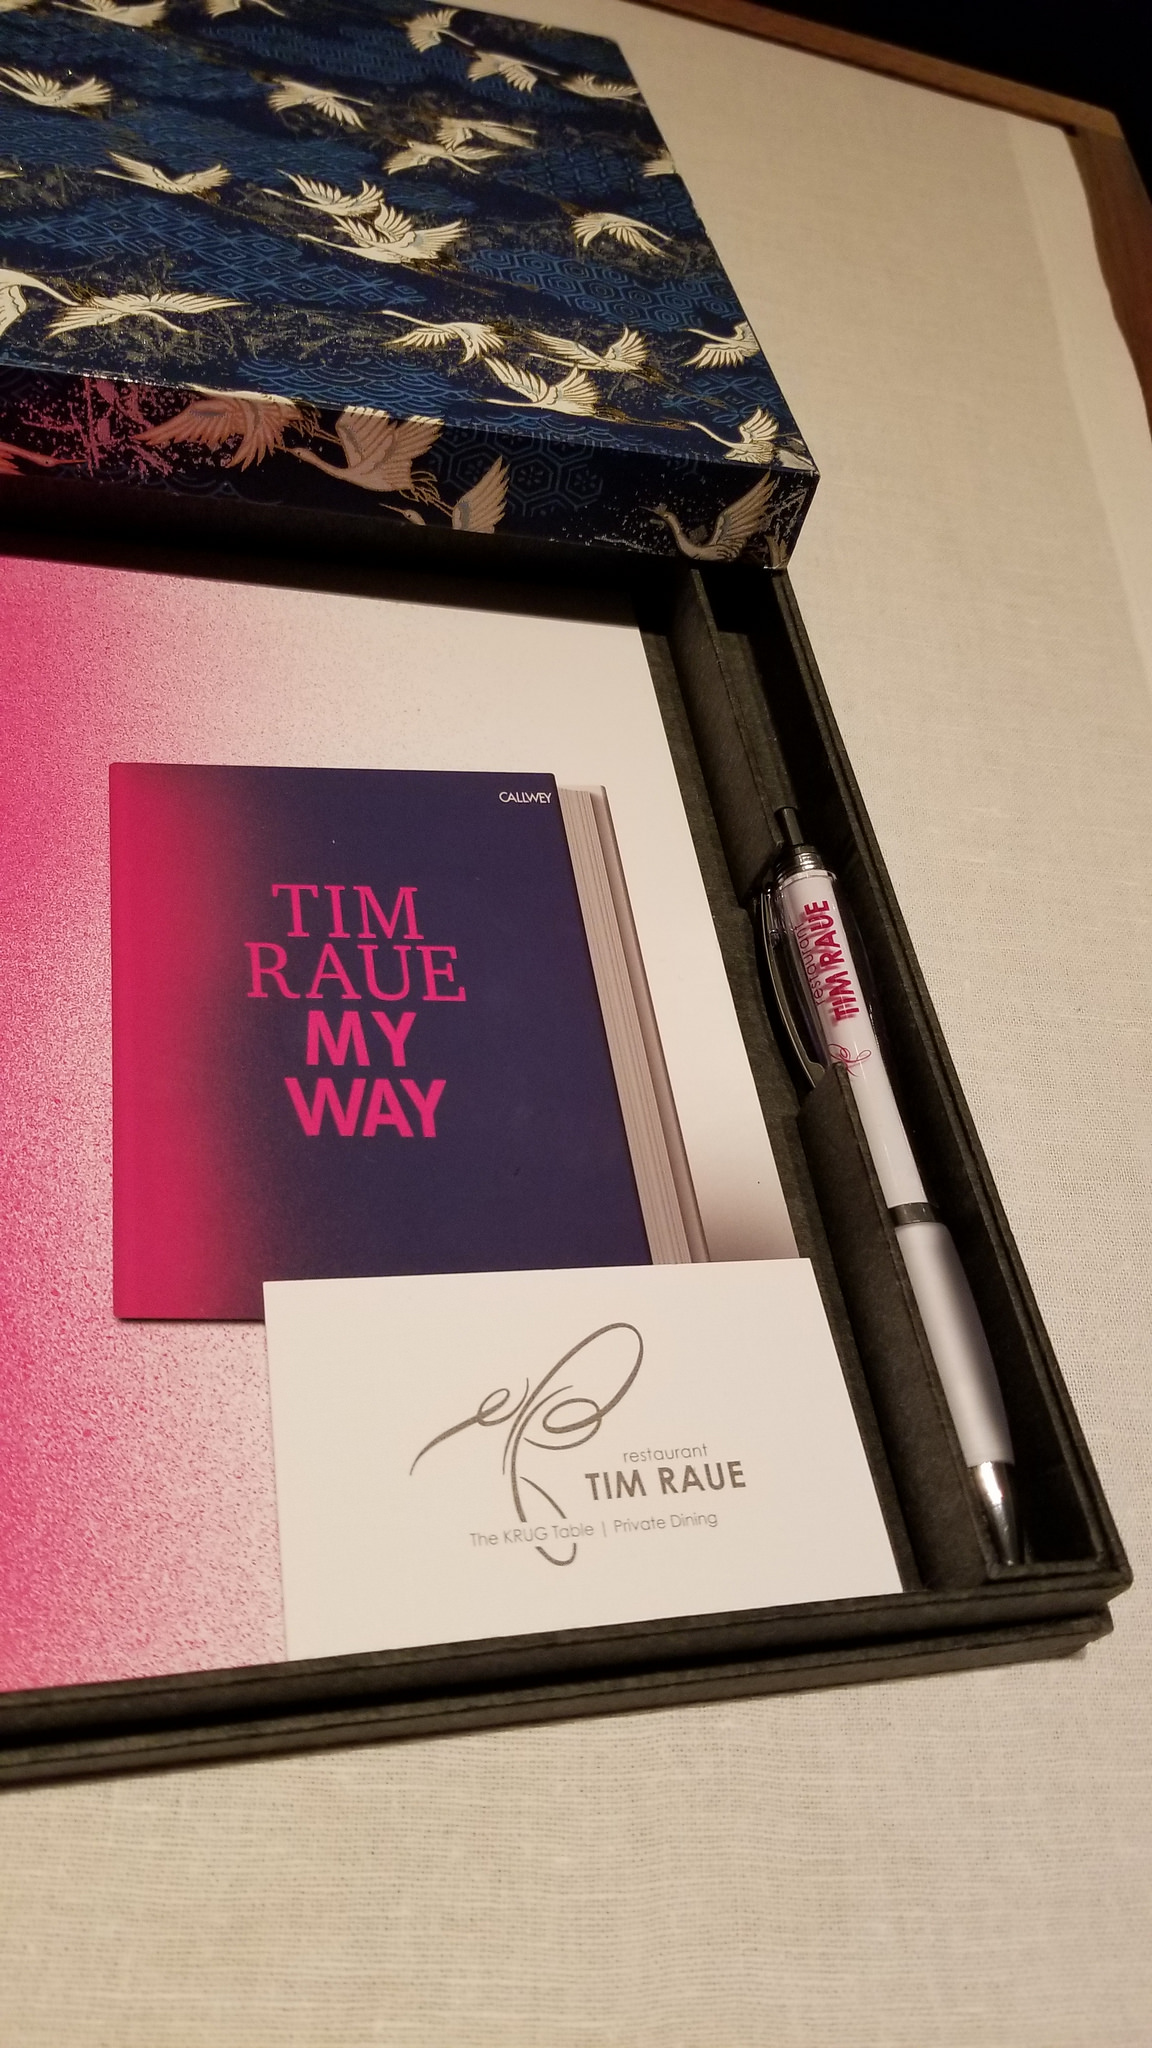 CALLWEY
TIM
RAUE
MY
WAY
restaurant
TIM RAUE
restaurant
TIM RAUE
The KRUG Table | Private Dining